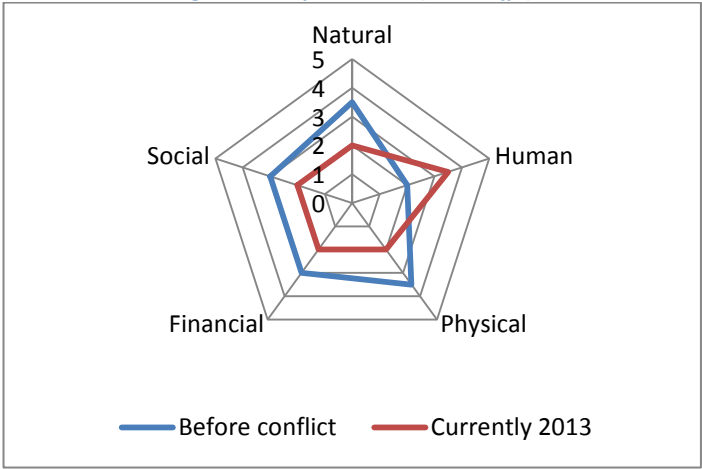 Natural
5
4
3
2
1
0
Social
Human
Financial
Physical
Before conflict
Currently 2013